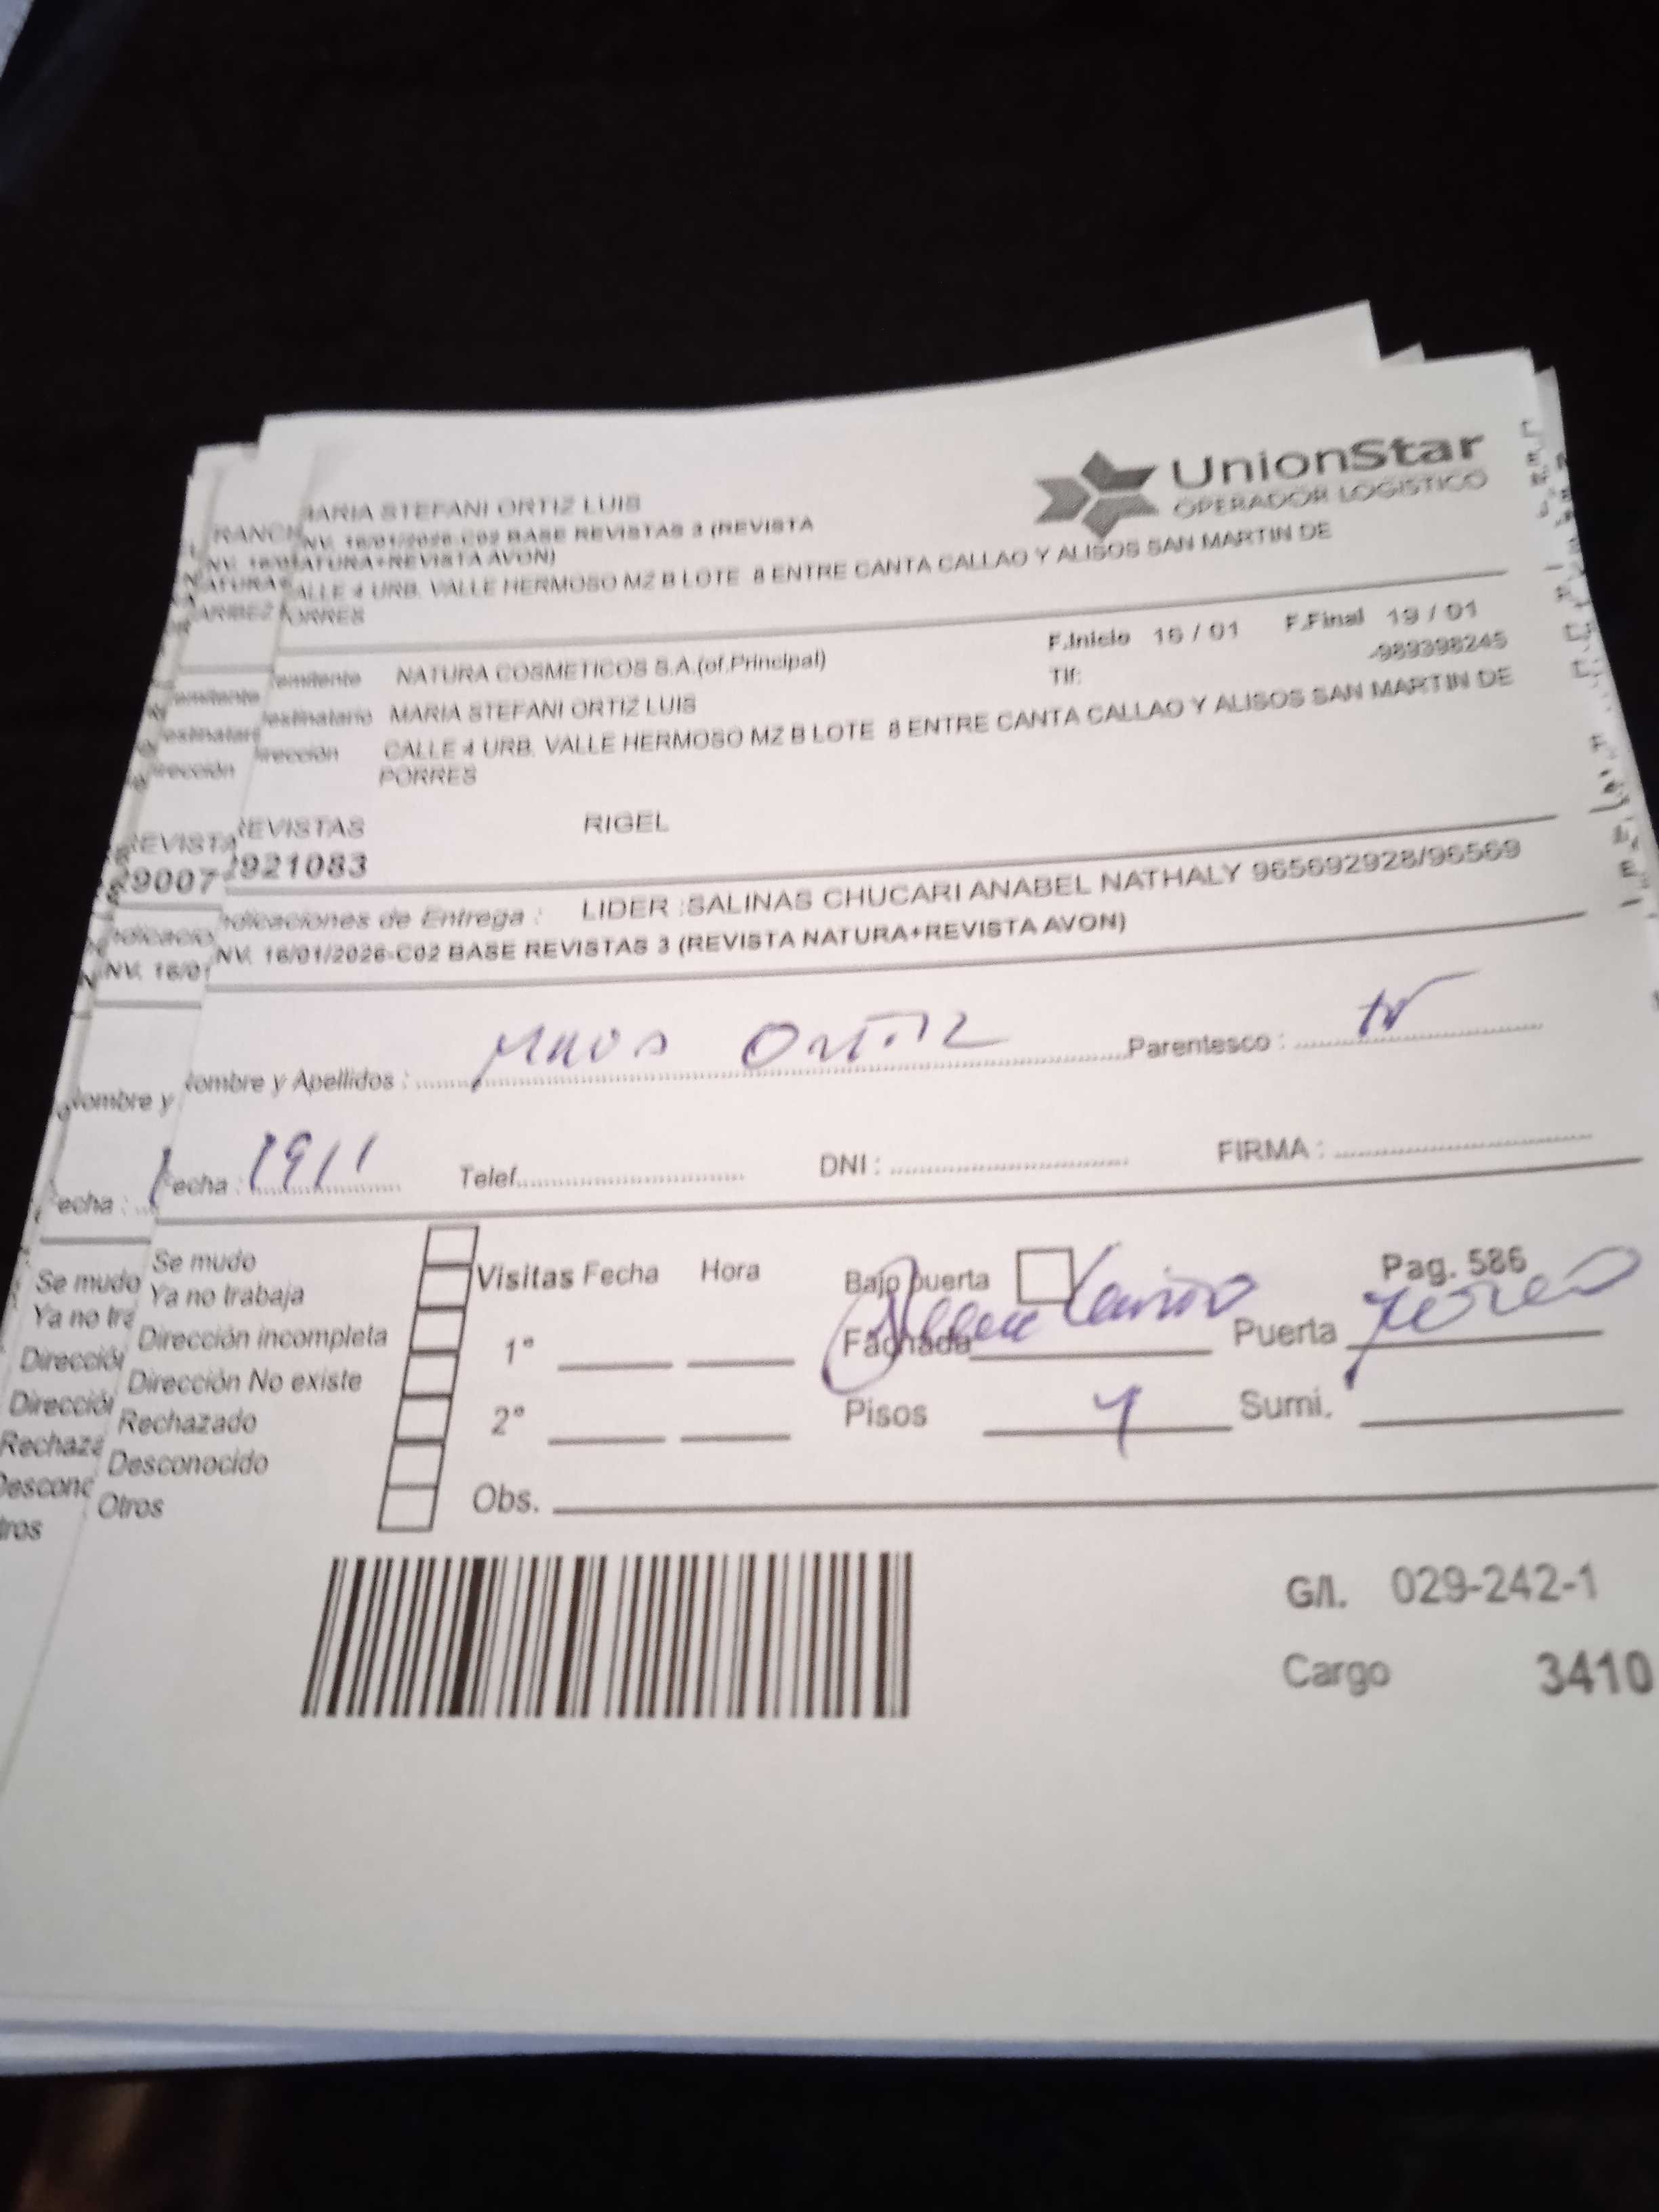 UnionStar
OPERADOR LOGISTICO
MARIA STEFANI ORTIZ LUIS
NV. 16/01/2026-C02 BASE REVISTAS 3 (REVISTA
NATURA+REVISTA AVON)
CALLE 4 URB. VALLE HERMOSO MZ B LOTE 8 ENTRE CANTA CALLAO Y ALISOS SAN MARTIN DE
PORRES
F.Inicio 16 / 01 F.Final 19 / 01
emitente NATURA COSMETICOS S.A.(of.Principal) Tlf: -989398245
estinatario MARIA STEFANI ORTIZ LUIS
irección CALLE 4 URB. VALLE HERMOSO MZ B LOTE 8 ENTRE CANTA CALLAO Y ALISOS SAN MARTIN DE
PORRES
REVISTAS RIGEL
2921083
ndicaciones de Entrega : LIDER :SALINAS CHUCARI ANABEL NATHALY 965692928/96569
NV. 16/01/2026-C02 BASE REVISTAS 3 (REVISTA NATURA+REVISTA AVON)
ombre y Apellidos : Ortiz Parentesco :
Fecha : 19/1 Telef. DNI : FIRMA :
Se mudo
Ya no trabaja
Dirección incompleta
Dirección No existe
Rechazado
Desconocido
Otros
Visitas Fecha Hora Bajo puerta Pag. 586
1° Fachada Puerta
2° Pisos 4 Sumi.
Obs.
G/I. 029-242-1
Cargo 3410